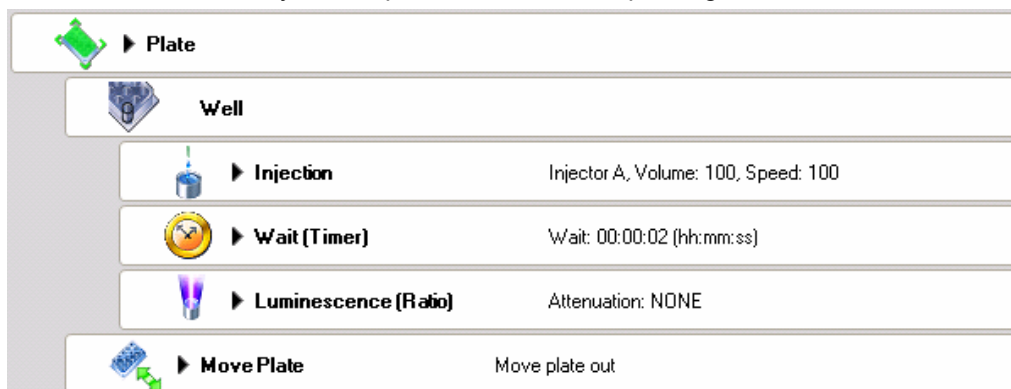 Plate
Well
Injection Injector A, Volume: 100, Speed: 100
Wait (Timer) Wait: 00:00:02 (hh:mm:ss)
Luminescence (Ratio) Attenuation: NONE
Move Plate Move plate out